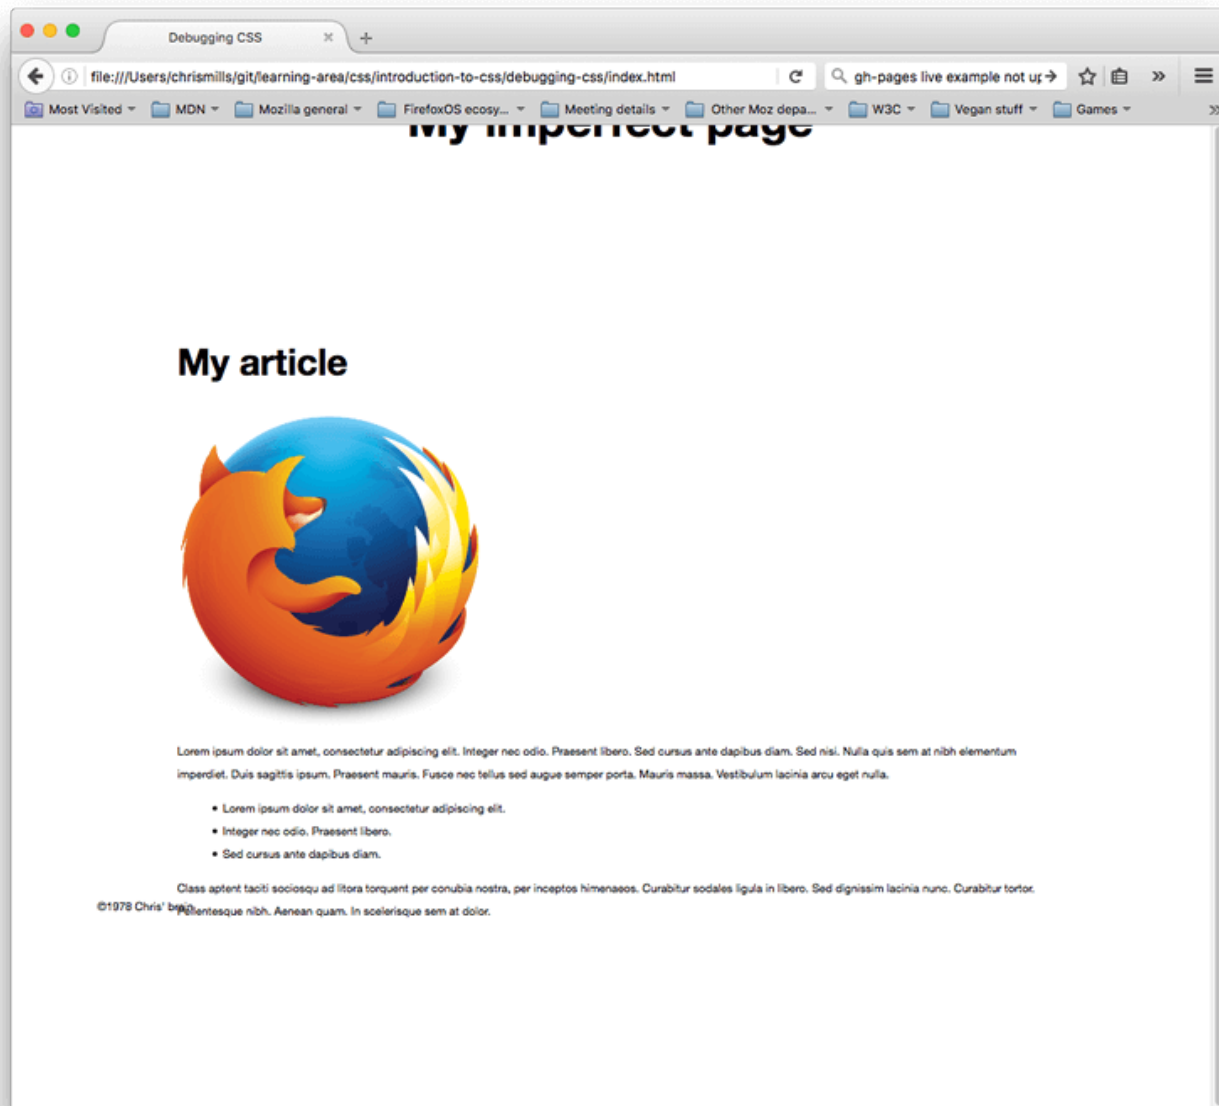 Debugging CSS
file:///Users/chrismills/git/learning-area/css/introduction-to-css/debugging-css/index.html
gh-pages live example not
Most Visited MDN Mozilla general FirefoxOS ecosy... Meeting details Other Moz depa... W3C Vegan stuff Games
My imperfect page
My article
Lorem ipsum dolor sit amet, consectetur adipiscing elit. Integer nec odio. Praesent libero. Sed cursus ante dapibus diam. Sed nisi. Nulla quis sem at nibh elementum
imperdiet. Duis sagittis ipsum. Praesent mauris. Fusce nec tellus sed augue semper porta. Mauris massa. Vestibulum lacinia arcu eget nulla.
• Lorem ipsum dolor sit amet, consectetur adipiscing elit.
• Integer nec odio. Praesent libero.
• Sed cursus ante dapibus diam.
Class aptent taciti sociosqu ad litora torquent per conubia nostra, per inceptos himenaeos. Curabitur sodales ligula in libero. Sed dignissim lacinia nunc. Curabitur tortor.
©1978 Chris' brain
Pellentesque nibh. Aenean quam. In scelerisque sem at dolor.